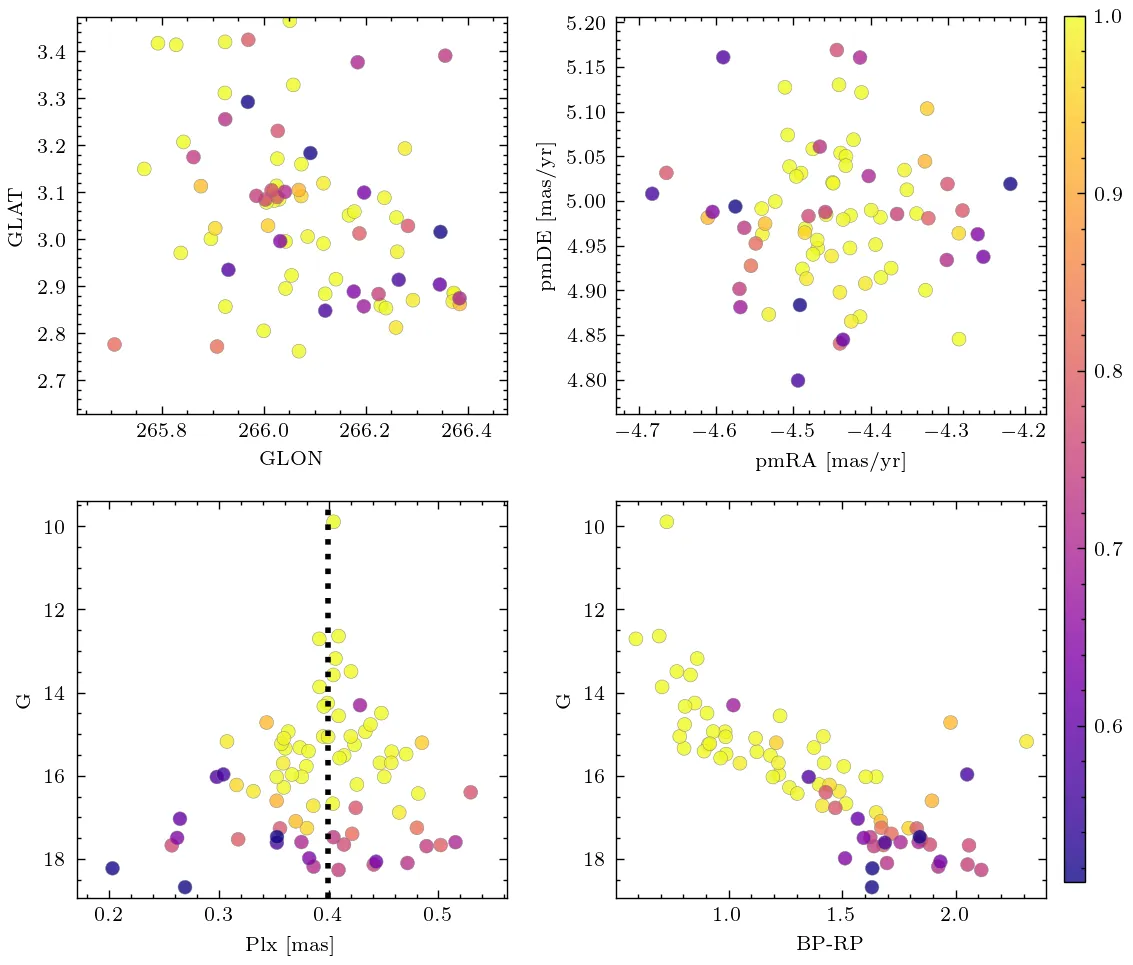 3.4
3.3
3.2
3.1
3.0
2.9
2.8
2.7
GLAT
265.8 266.0 266.2 266.4
GLON
5.20
5.15
5.10
5.05
5.00
4.95
4.90
4.85
4.80
pmDE [mas/yr]
−4.7 −4.6 −4.5 −4.4 −4.3 −4.2
pmRA [mas/yr]
1.0
0.9
0.8
0.7
0.6
10
12
14
16
18
G
0.2 0.3 0.4 0.5
Plx [mas]
10
12
14
16
18
G
1.0 1.5 2.0
BP-RP